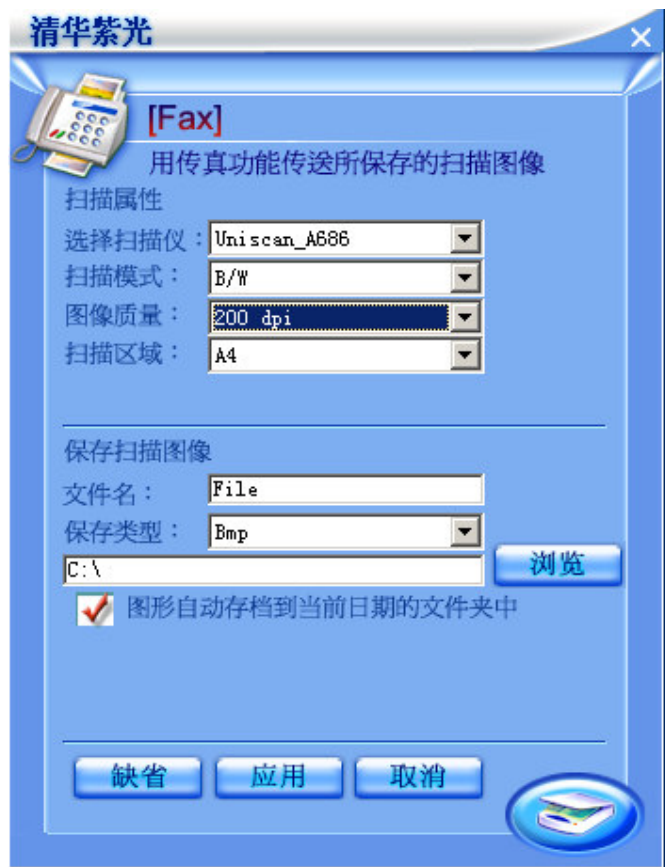 清华紫光
[Fax]
用传真功能传送所保存的扫描图像
扫描属性
选择扫描仪：Uniscan_A686
扫描模式：B/W
图像质量：200 dpi
扫描区域：A4
保存扫描图像
文件名：File
保存类型：Bmp
C:\
浏览
图形自动存档到当前日期的文件夹中
缺省 应用 取消